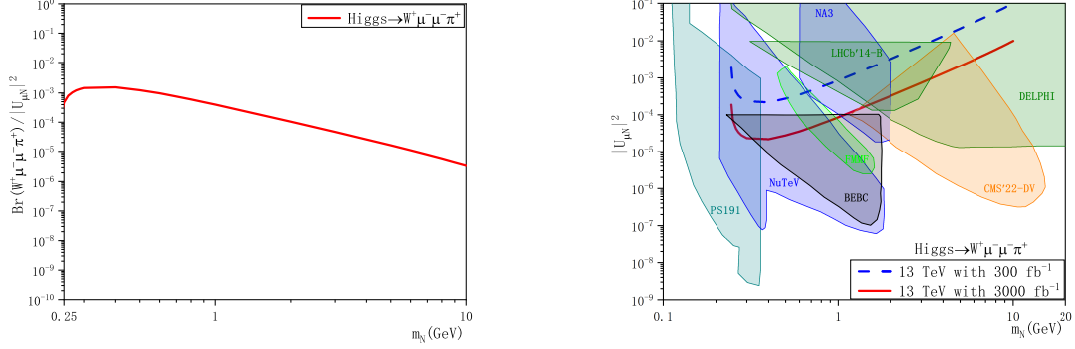 10⁰
10⁻¹
10⁻²
10⁻³
10⁻⁴
10⁻⁵
10⁻⁶
10⁻⁷
10⁻⁸
10⁻⁹
10⁻¹⁰
Br(W⁺μ⁻μ⁻π⁺)/|U_μN|²
Higgs→W⁺μ⁻μ⁻π⁺
0.25
1
10
m_N(GeV)
10⁻¹
10⁻²
10⁻³
10⁻⁴
10⁻⁵
10⁻⁶
10⁻⁷
10⁻⁸
10⁻⁹
|U_μN|²
NA3
LHCb'14-B
DELPHI
NuTeV
CMS'22-DV
BEBC
PS191
Higgs→W⁺μ⁻μ⁻π⁺
13 TeV with 300 fb⁻¹
13 TeV with 3000 fb⁻¹
0.1
1
10
20
m_N(GeV)